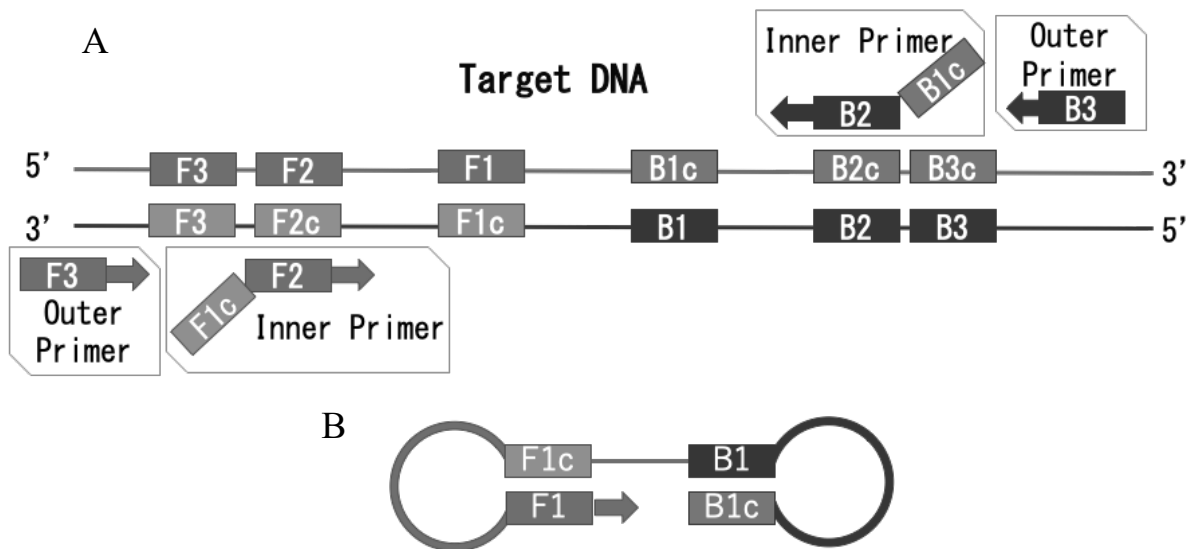 A
Inner Primer
Outer
Primer
Target DNA
B1c
B2
B3
5' F3 F2 F1 B1c B2c B3c 3'
3' F3 F2c F1c B1 B2 B3 5'
F3
F2
F1c
Outer
Primer
Inner Primer
B
F1c B1
F1 B1c